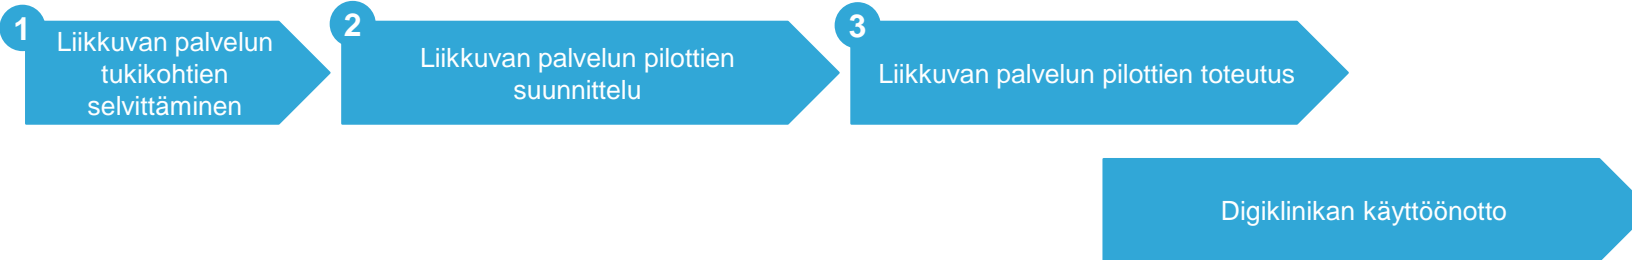 1
Liikkuvan palvelun
tukikohtien
selvittäminen
2
Liikkuvan palvelun pilottien
suunnittelu
3
Liikkuvan palvelun pilottien toteutus
Digiklinikan käyttöönotto